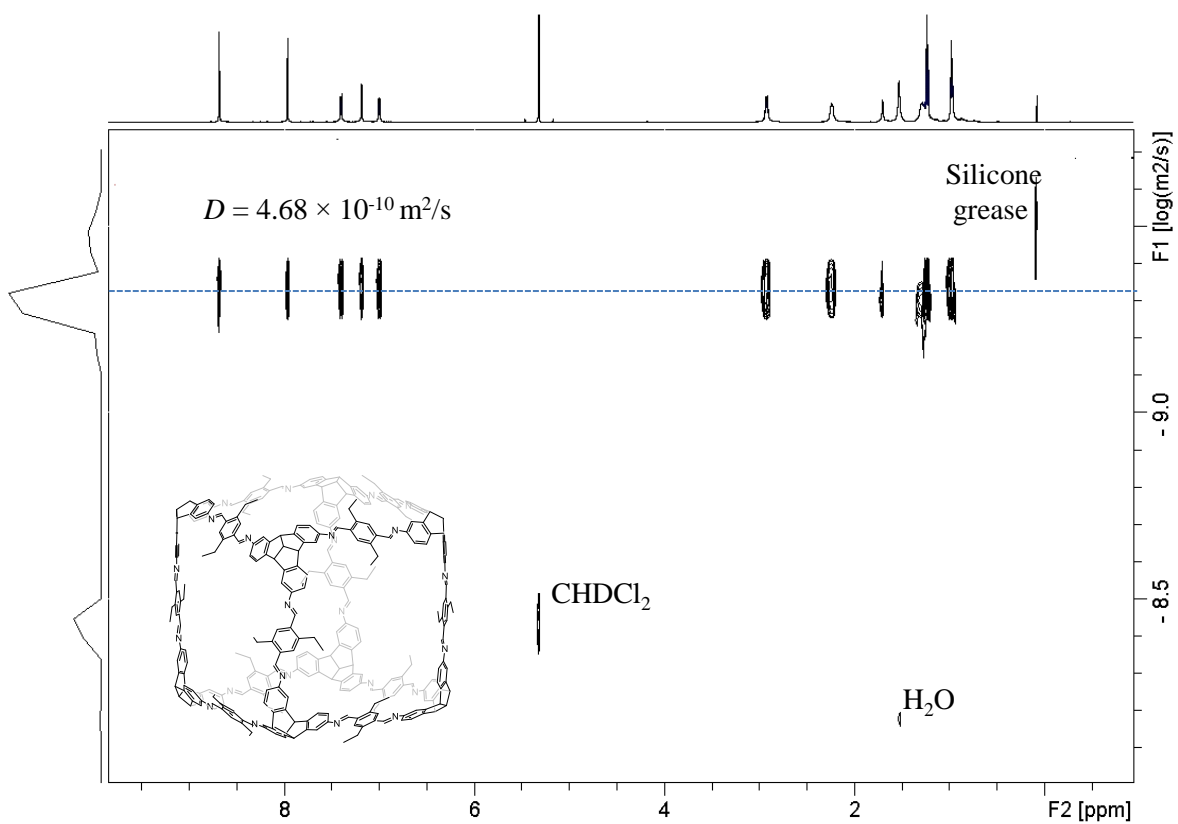 Silicone
grease
D = 4.68 × 10⁻¹⁰ m²/s
F1 [log(m2/s)]
- 9.0
- 8.5
CHDCl₂
H₂O
N N N N N N N N N N N N N N N N N N N N N N N N
8 6 4 2 F2 [ppm]